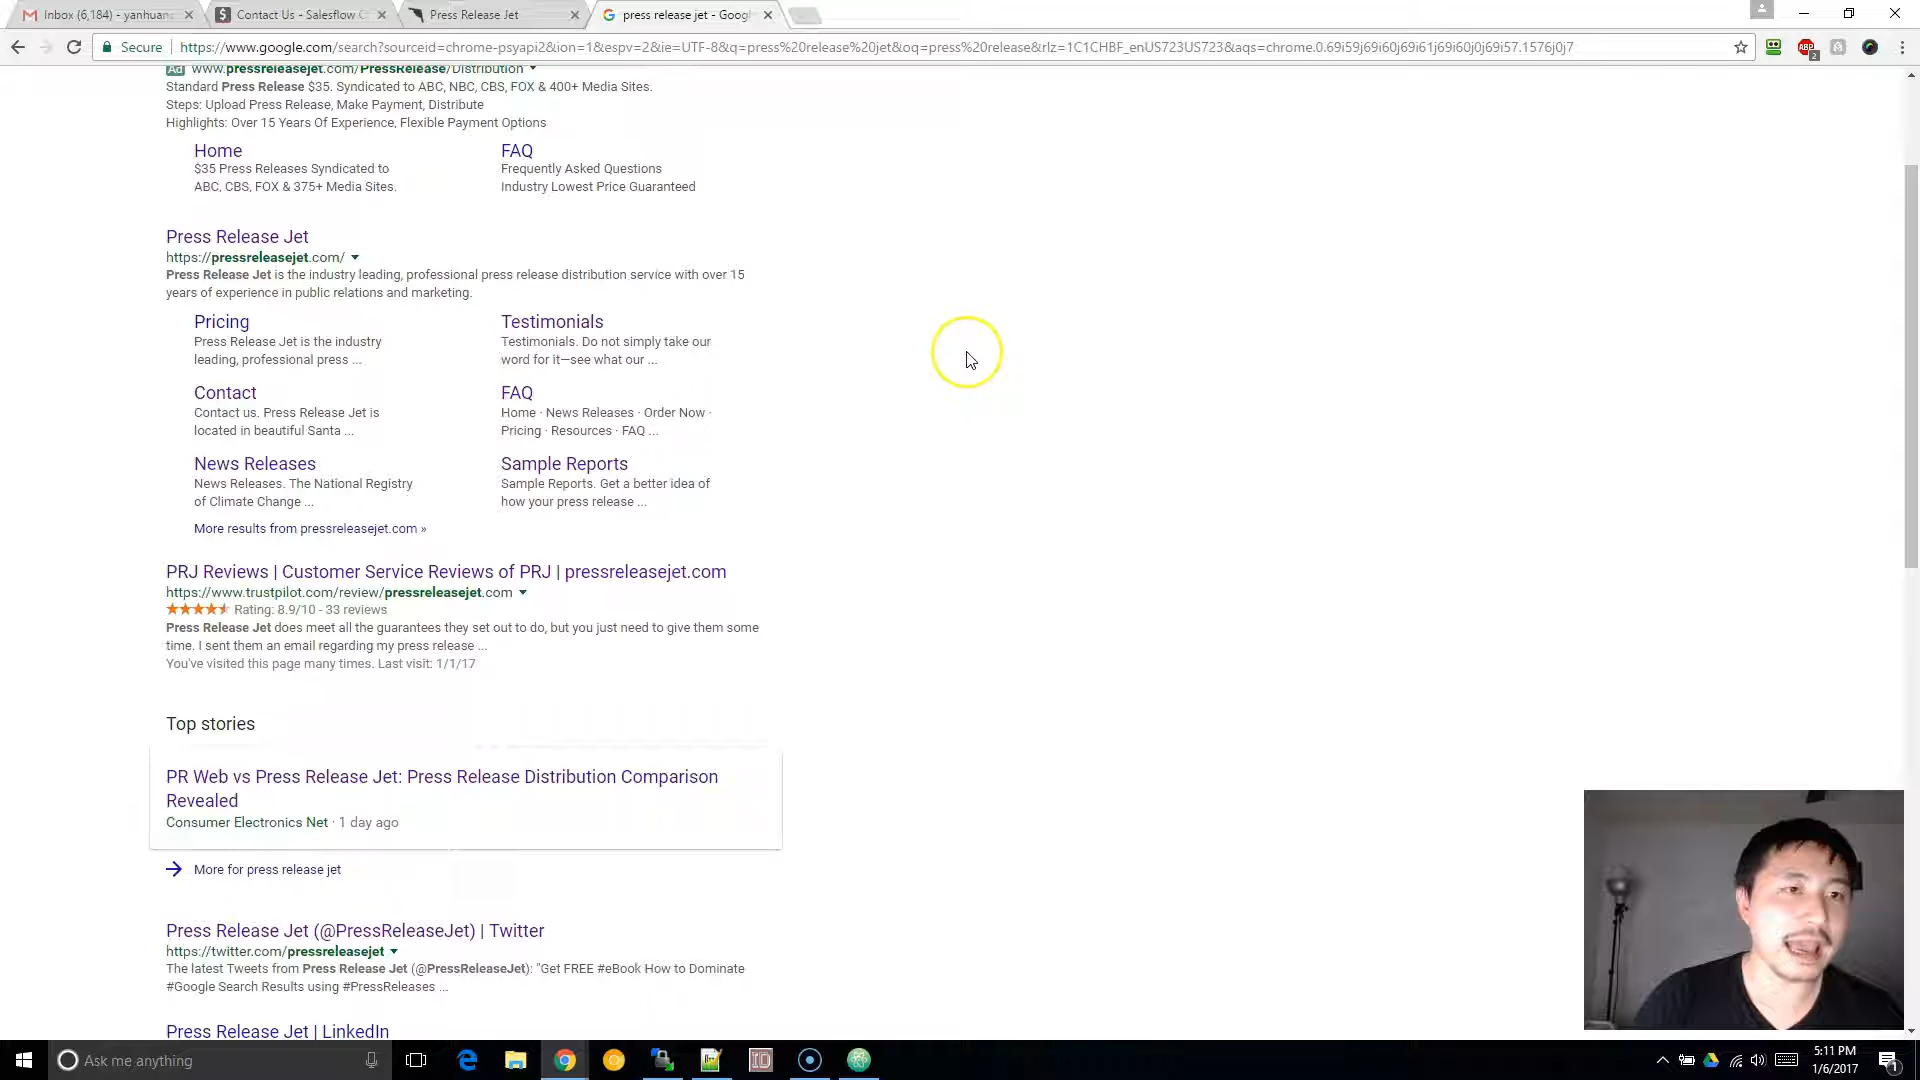 Inbox (6,184) - yanhuan
Contact Us - Salesflow C
Press Release Jet
press release jet - Googl
Secure
https://www.google.com/search?sourceid=chrome-psyapi2&ion=1&espv=2&ie=UTF-8&q=press%20release%20jet&oq=press%20release&rlz=1C1CHBF_enUS723US723&aqs=chrome.0.69i59j69i60j69i61j69i60j0j69i57.1576j0j7
ABP
2
Ad www.pressreleasejet.com/PressRelease/Distribution
Standard Press Release $35. Syndicated to ABC, NBC, CBS, FOX & 400+ Media Sites.
Steps: Upload Press Release, Make Payment, Distribute
Highlights: Over 15 Years Of Experience, Flexible Payment Options
Home
$35 Press Releases Syndicated to
ABC, CBS, FOX & 375+ Media Sites.
FAQ
Frequently Asked Questions
Industry Lowest Price Guaranteed
Press Release Jet
https://pressreleasejet.com/
Press Release Jet is the industry leading, professional press release distribution service with over 15
years of experience in public relations and marketing.
Pricing
Press Release Jet is the industry
leading, professional press ...
Testimonials
Testimonials. Do not simply take our
word for it—see what our ...
Contact
Contact us. Press Release Jet is
located in beautiful Santa ...
FAQ
Home · News Releases · Order Now ·
Pricing · Resources · FAQ ...
News Releases
News Releases. The National Registry
of Climate Change ...
Sample Reports
Sample Reports. Get a better idea of
how your press release ...
More results from pressreleasejet.com »
PRJ Reviews | Customer Service Reviews of PRJ | pressreleasejet.com
https://www.trustpilot.com/review/pressreleasejet.com
Rating: 8.9/10 - 33 reviews
Press Release Jet does meet all the guarantees they set out to do, but you just need to give them some
time. I sent them an email regarding my press release ...
You've visited this page many times. Last visit: 1/1/17
Top stories
PR Web vs Press Release Jet: Press Release Distribution Comparison
Revealed
Consumer Electronics Net · 1 day ago
More for press release jet
Press Release Jet (@PressReleaseJet) | Twitter
https://twitter.com/pressreleasejet
The latest Tweets from Press Release Jet (@PressReleaseJet): "Get FREE #eBook How to Dominate
#Google Search Results using #PressReleases ...
Press Release Jet | LinkedIn
Ask me anything
5:11 PM
1/6/2017
1